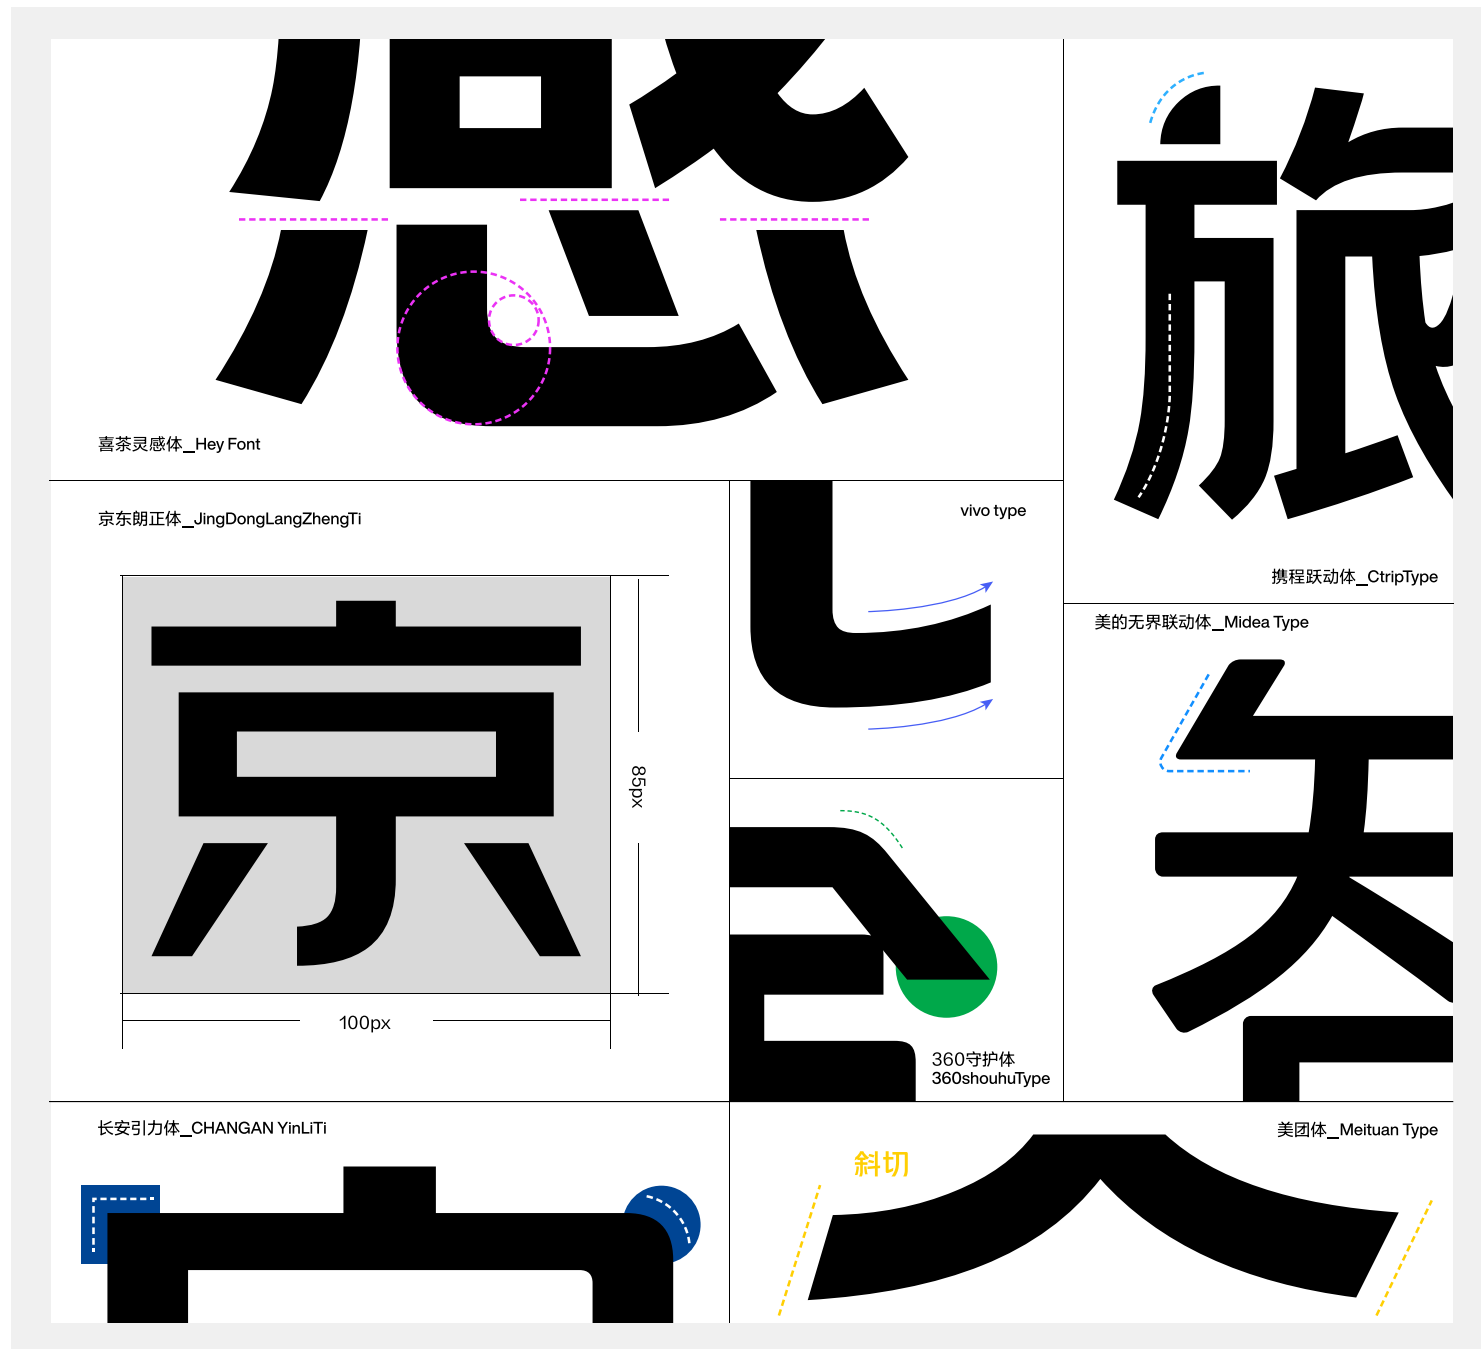 感
喜茶灵感体_Hey Font
旅
携程跃动体_CtripType
京东朗正体_JingDongLangZhengTi
京
85px
100px
vivo type
360守护体
360shouhuType
美的无界联动体_Midea Type
长安引力体_CHANGAN YinLiTi
美团体_Meituan Type
斜切